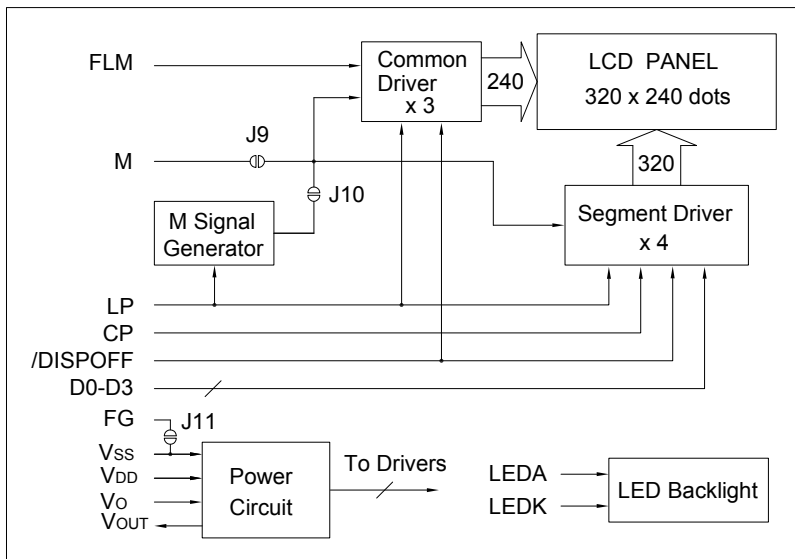 FLM
Common
Driver
x 3
240
LCD PANEL
320 x 240 dots
J9
M
J10
320
M Signal
Generator
Segment Driver
x 4
LP
CP
/DISPOFF
D0-D3
FG
J11
VSS
VDD
VO
VOUT
Power
Circuit
To Drivers
LEDA
LEDK
LED Backlight